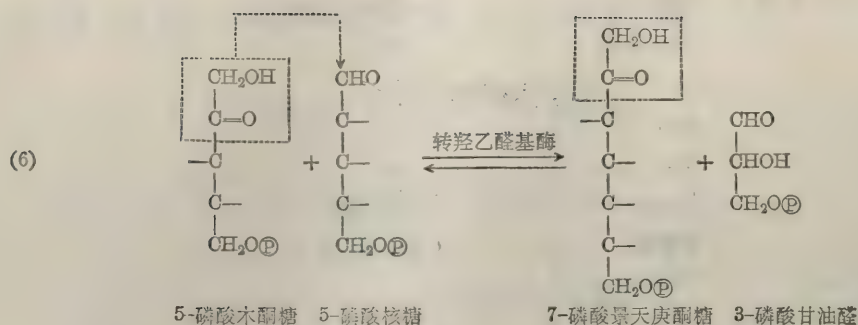 CH₂OH
CH₂OH CHO C=O
C=O C— —C CHO
(6) —C + C— 转羟乙醛基酶 C— + CHOH
C— C— C— CH₂OⓅ
CH₂OⓅ CH₂OⓅ C—
CH₂OⓅ
5-磷酸木酮糖 5-磷酸核糖 7-磷酸景天庚酮糖 3-磷酸甘油醛